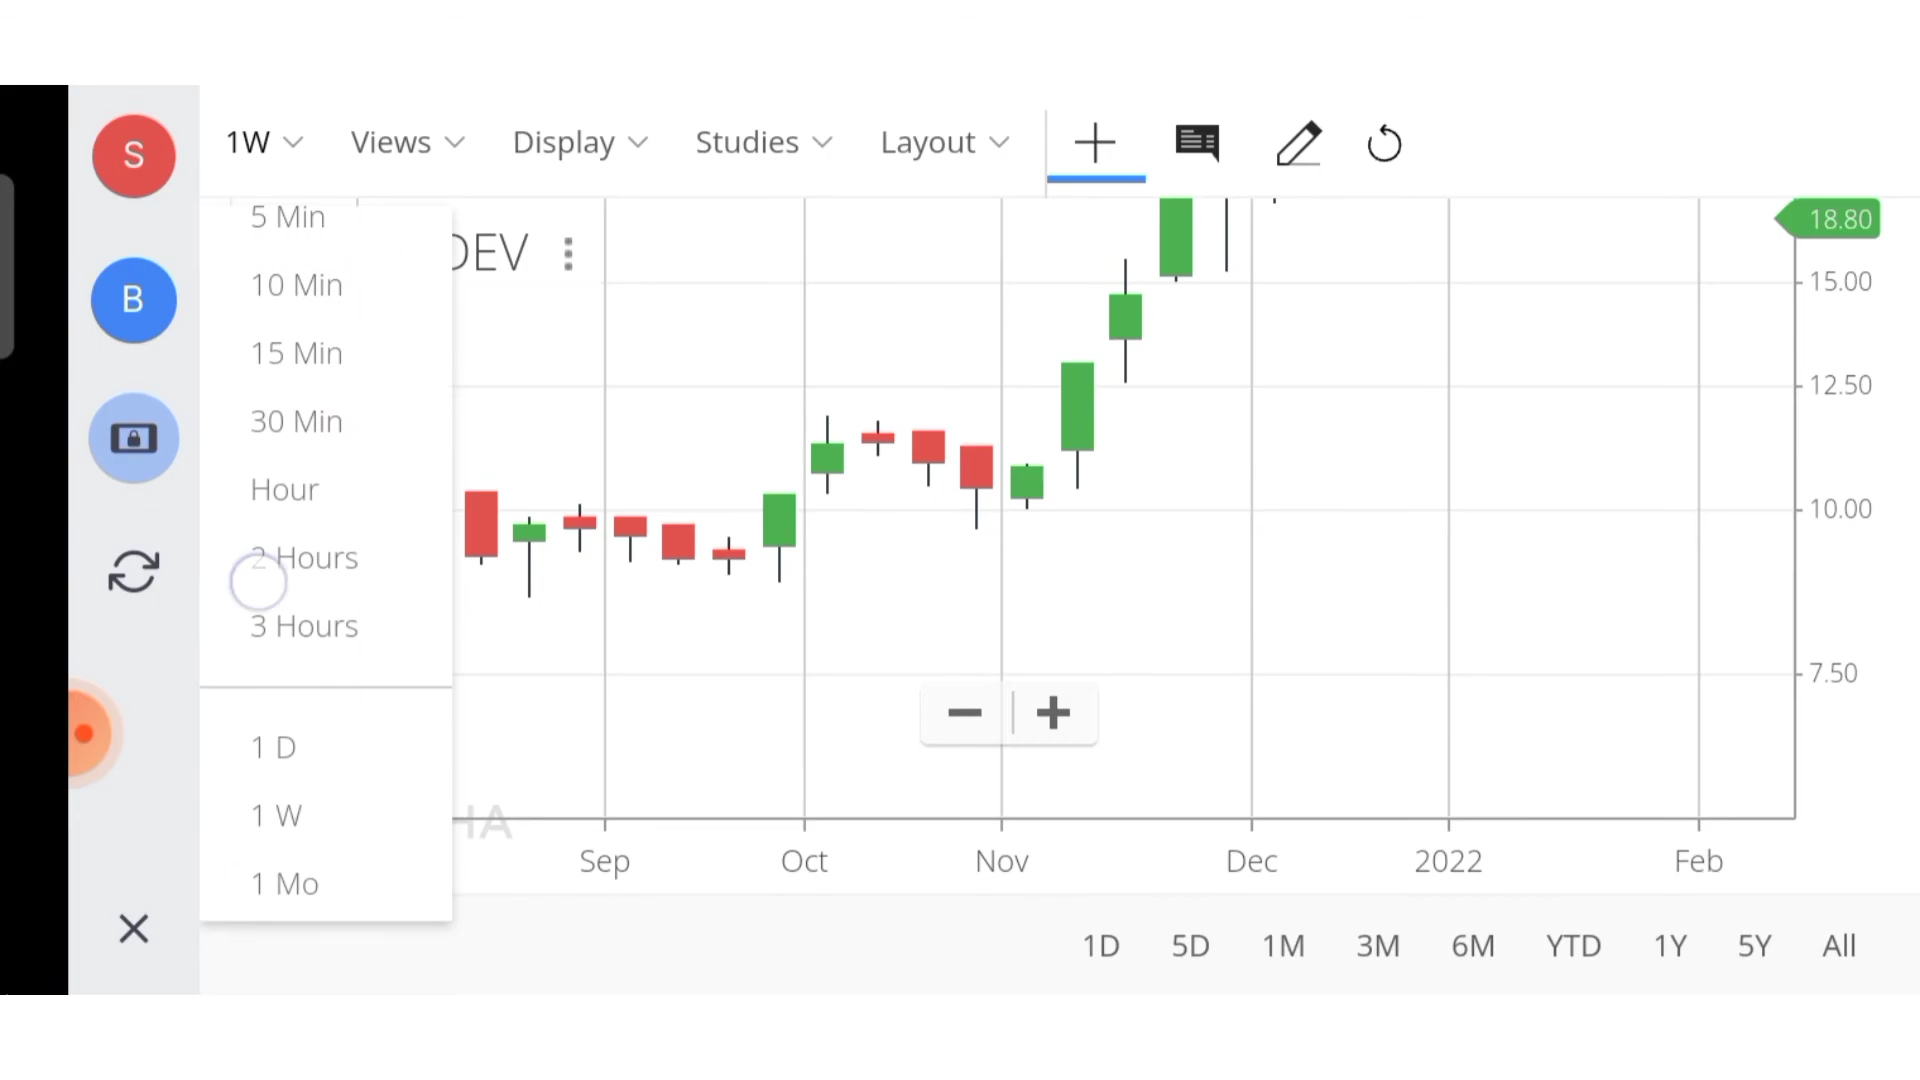 S
B
1W Views Display Studies Layout
5 Min
10 Min
15 Min
30 Min
Hour
2 Hours
3 Hours
1 D
1 W
1 Mo
DEV
18.80
15.00
12.50
10.00
7.50
HA
Sep Oct Nov Dec 2022 Feb
1D 5D 1M 3M 6M YTD 1Y 5Y All